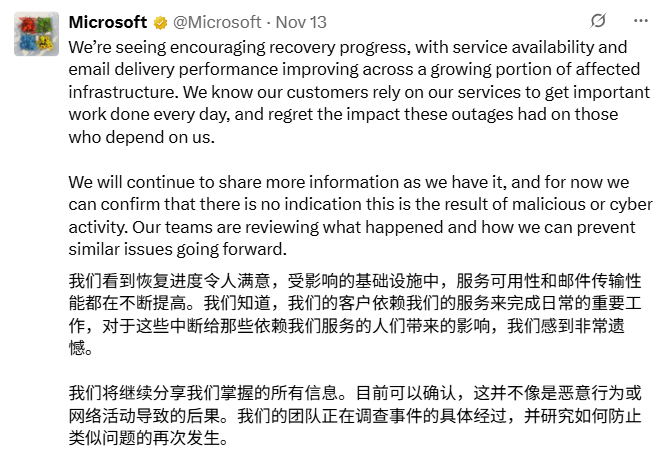 Microsoft @Microsoft · Nov 13
We’re seeing encouraging recovery progress, with service availability and
email delivery performance improving across a growing portion of affected
infrastructure. We know our customers rely on our services to get important
work done every day, and regret the impact these outages had on those
who depend on us.
We will continue to share more information as we have it, and for now we
can confirm that there is no indication this is the result of malicious or cyber
activity. Our teams are reviewing what happened and how we can prevent
similar issues going forward.
我们看到恢复进度令人满意，受影响的基础设施中，服务可用性和邮件传输性
能都在不断提高。我们知道，我们的客户依赖我们的服务来完成日常的重要工
作，对于这些中断给那些依赖我们服务的人们带来的影响，我们感到非常遗
憾。
我们将继续分享我们掌握的所有信息。目前可以确认，这并不像是恶意行为或
网络活动导致的后果。我们的团队正在调查事件的具体经过，并研究如何防止
类似问题的再次发生。